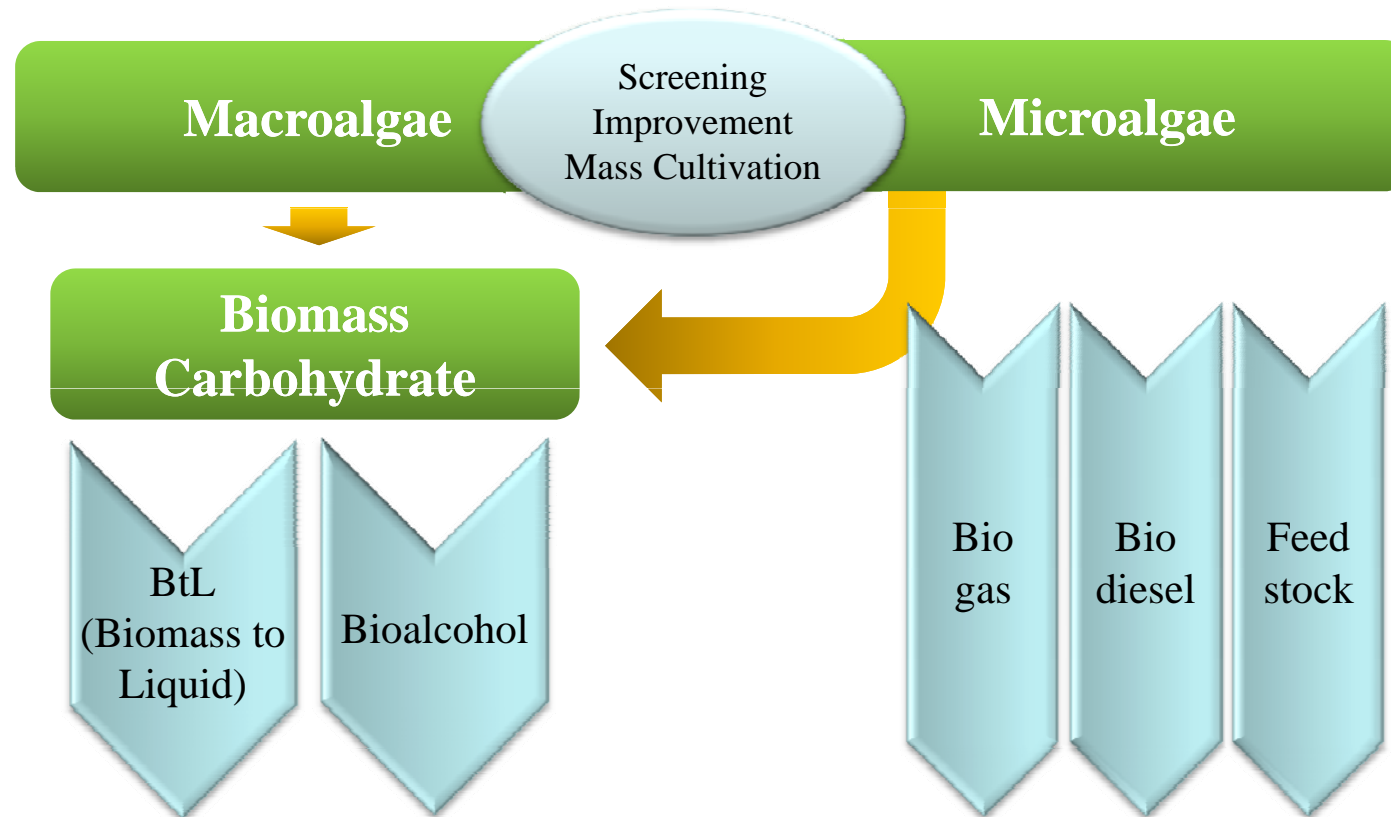 Macroalgae
Screening
Improvement
Mass Cultivation
Microalgae
Biomass
Carbohydrate
BtL
(Biomass to
Liquid)
Bioalcohol
Bio
gas
Bio
diesel
Feed
stock